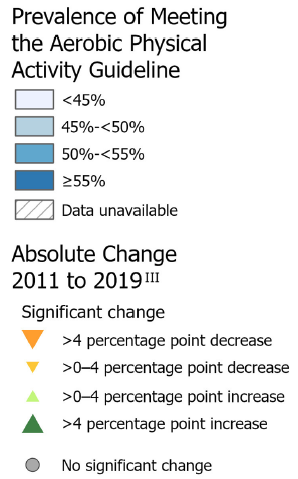 Prevalence of Meeting
the Aerobic Physical
Activity Guideline
<45%
45%-<50%
50%-<55%
≥55%
Data unavailable
Absolute Change
2011 to 2019III
Significant change
>4 percentage point decrease
>0–4 percentage point decrease
>0–4 percentage point increase
>4 percentage point increase
No significant change